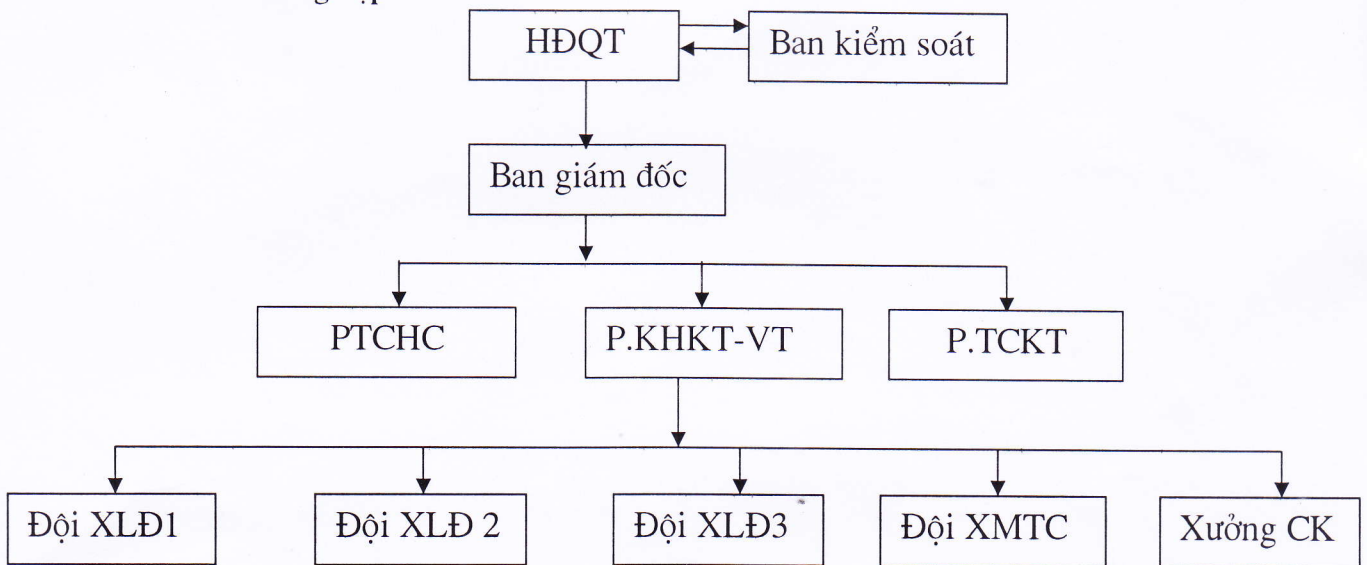 HĐQT
Ban kiểm soát
Ban giám đốc
PTCHC
P.KHKT-VT
P.TCKT
Đội XLĐ1
Đội XLĐ 2
Đội XLĐ3
Đội XMTC
Xưởng CK